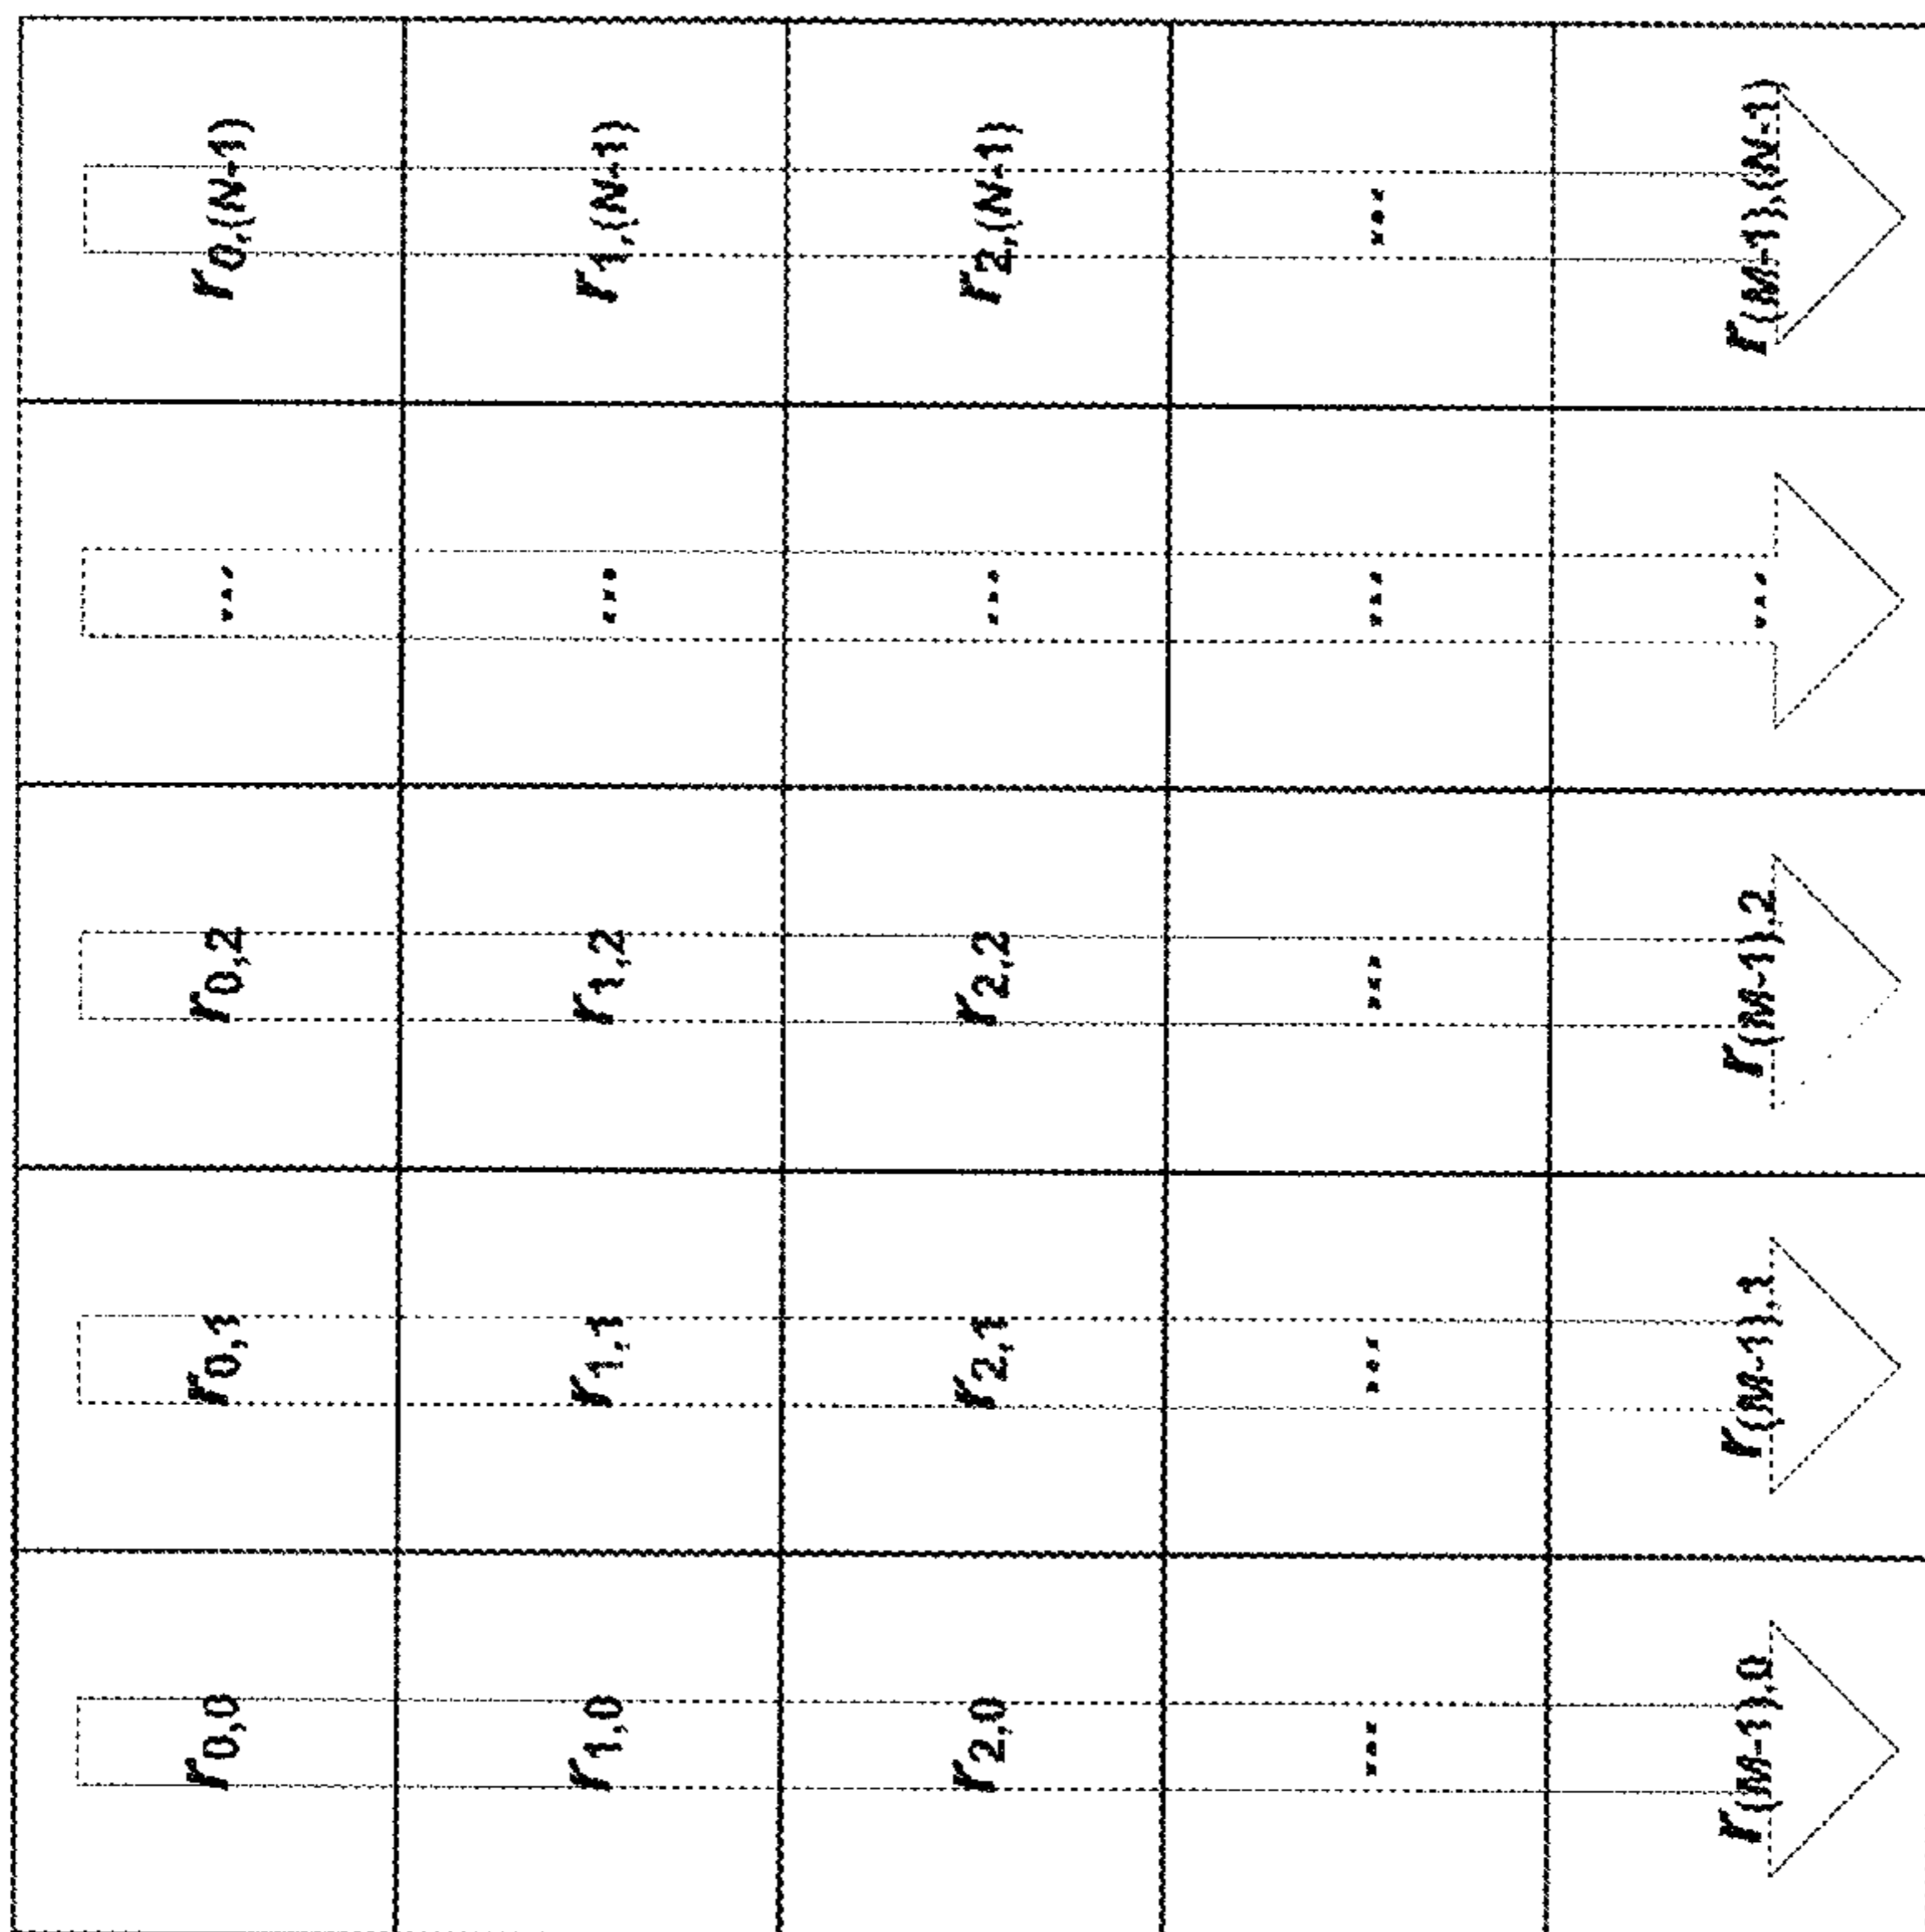 r0,0 r0,1 r0,2 ... r0,(N-1)
r1,0 r1,1 r1,2 ... r1,(N-1)
r2,0 r2,1 r2,2 ... r2,(N-1)
... ... ... ... ...
r(M-1),0 r(M-1),1 r(M-1),2 ... r(M-1),(N-1)